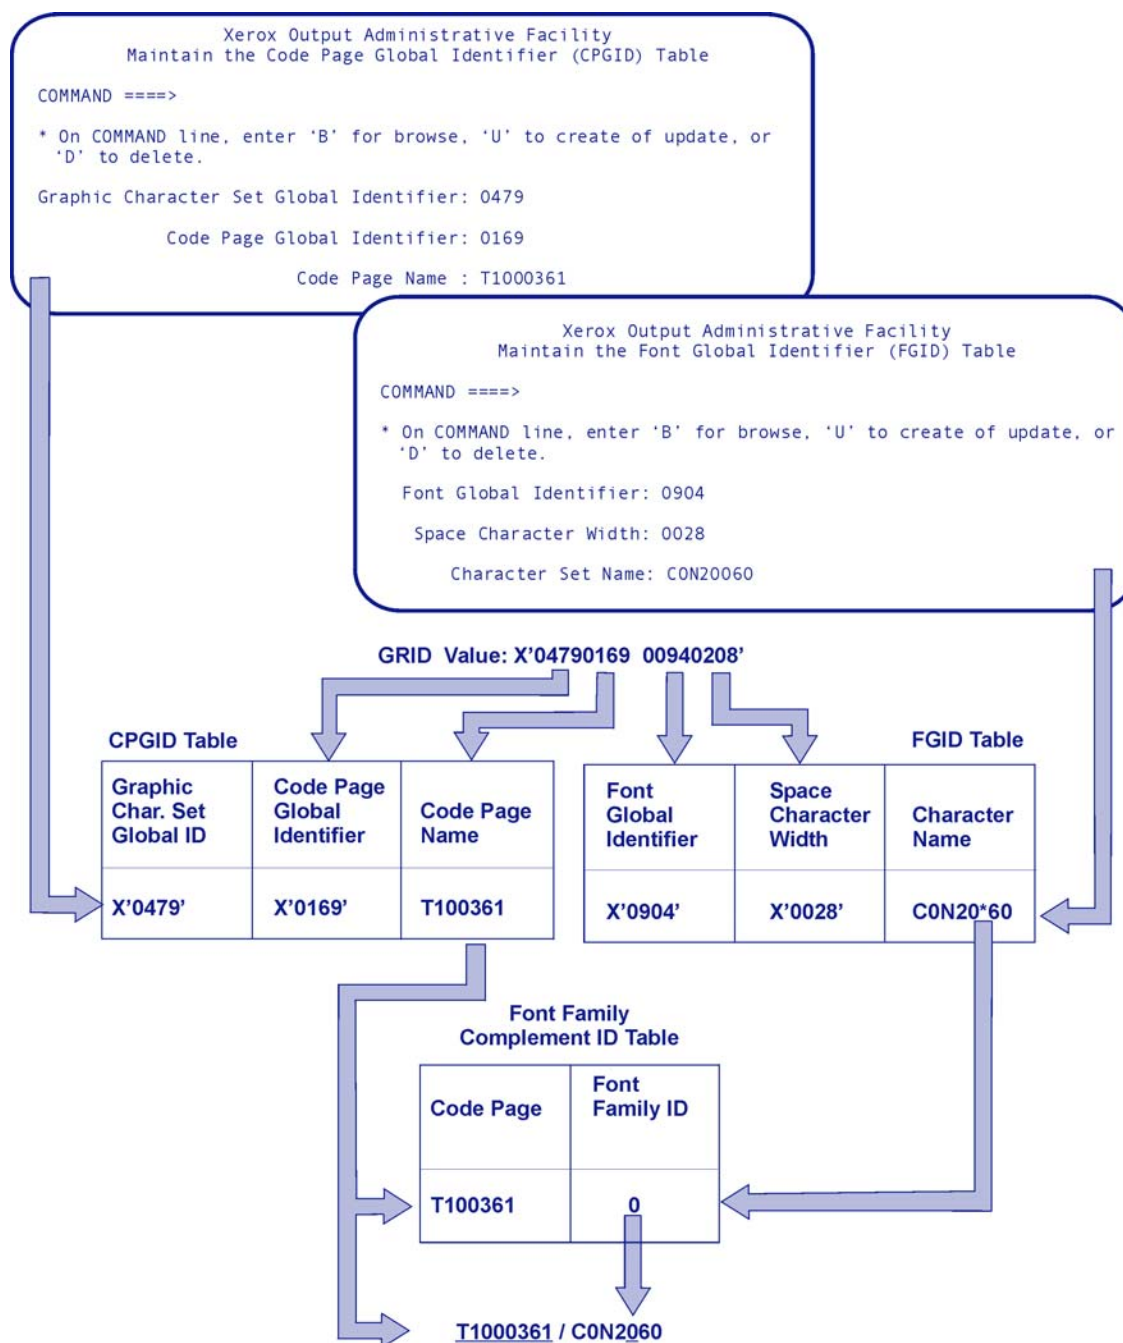 Xerox Output Administrative Facility
Maintain the Code Page Global Identifier (CPGID) Table
COMMAND ====>
* On COMMAND line, enter ‘B’ for browse, ‘U’ to create of update, or
‘D’ to delete.
Graphic Character Set Global Identifier: 0479
Code Page Global Identifier: 0169
Code Page Name : T1000361
Xerox Output Administrative Facility
Maintain the Font Global Identifier (FGID) Table
COMMAND ====>
* On COMMAND line, enter ‘B’ for browse, ‘U’ to create of update, or
‘D’ to delete.
Font Global Identifier: 0904
Space Character Width: 0028
Character Set Name: C0N20060
GRID Value: X’04790169 00940208’
CPGID Table
Graphic
Char. Set
Global ID
Code Page
Global
Identifier
Code Page
Name
X’0479’
X’0169’
T100361
FGID Table
Font
Global
Identifier
Space
Character
Width
Character
Name
X’0904’
X’0028’
C0N20*60
Font Family
Complement ID Table
Code Page
Font
Family ID
T100361
0
T1000361 / C0N2060